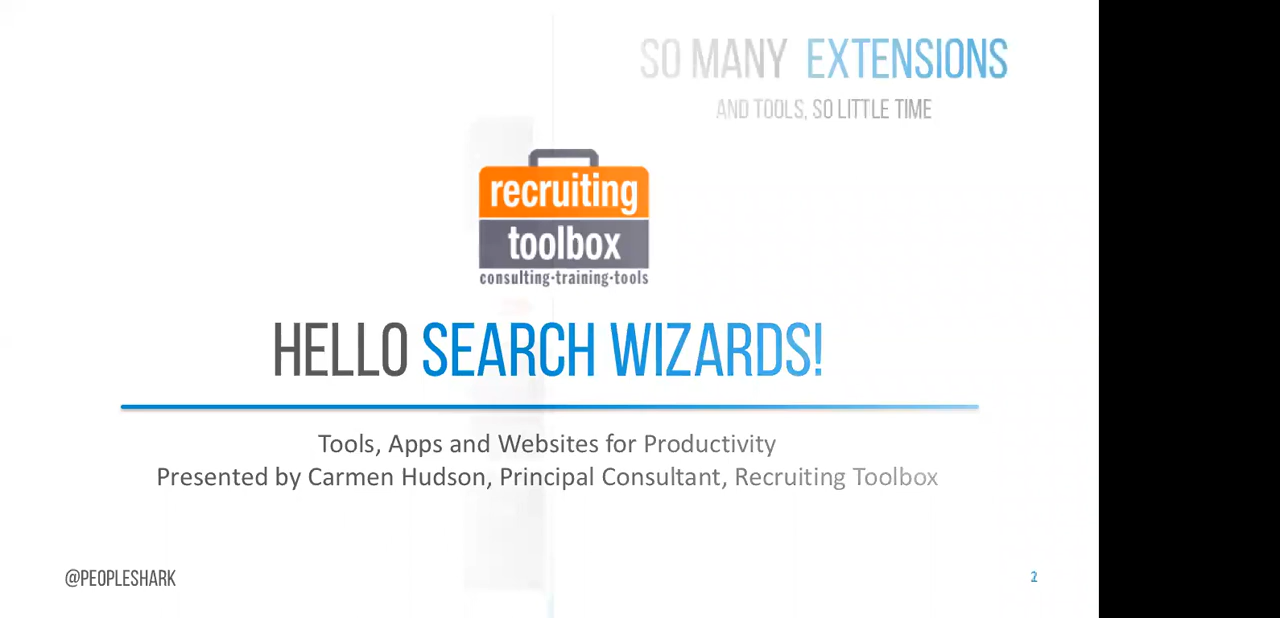 SO MANY EXTENSIONS
AND TOOLS, SO LITTLE TIME
recruiting
toolbox
consulting·training·tools
HELLO SEARCH WIZARDS!
Tools, Apps and Websites for Productivity
Presented by Carmen Hudson, Principal Consultant, Recruiting Toolbox
@PEOPLESHARK
2